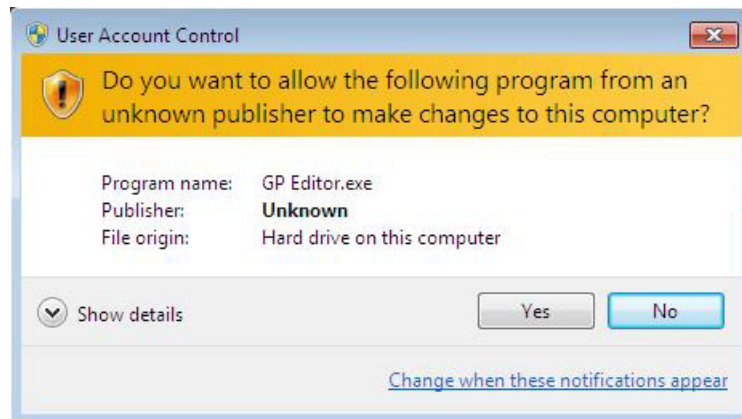 User Account Control
Do you want to allow the following program from an
unknown publisher to make changes to this computer?
Program name: GP Editor.exe
Publisher: Unknown
File origin: Hard drive on this computer
Show details
Yes No
Change when these notifications appear